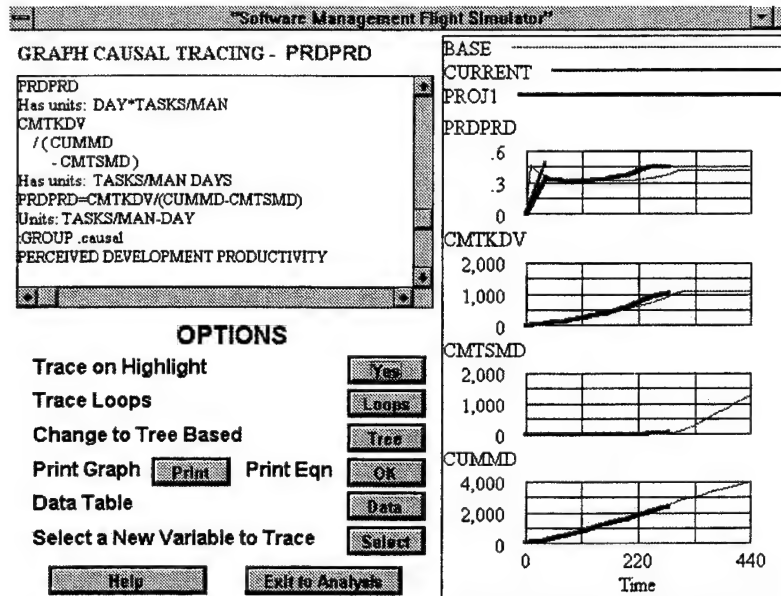 "Software Management Flight Simulator"
GRAPH CAUSAL TRACING - PRDPRD
PRDPRD
Has units: DAY*TASKS/MAN
CMTKDV
/(CUMMD
-CMTSMD)
Has units: TASKS/MAN DAYS
PRDPRD=CMTKDV/(CUMMD-CMTSMD)
Units: TASKS/MAN-DAY
:GROUP .causal
PERCEIVED DEVELOPMENT PRODUCTIVITY
OPTIONS
Trace on Highlight Yes
Trace Loops Loops
Change to Tree Based Tree
Print Graph Print Print Eqn OK
Data Table Data
Select a New Variable to Trace Select
Help Exit to Analysis
BASE
CURRENT
PROJ1
PRDPRD
.6
.3
0
CMTKDV
2,000
1,000
0
CMTSMD
2,000
1,000
0
CUMMD
4,000
2,000
0
0 220 440
Time